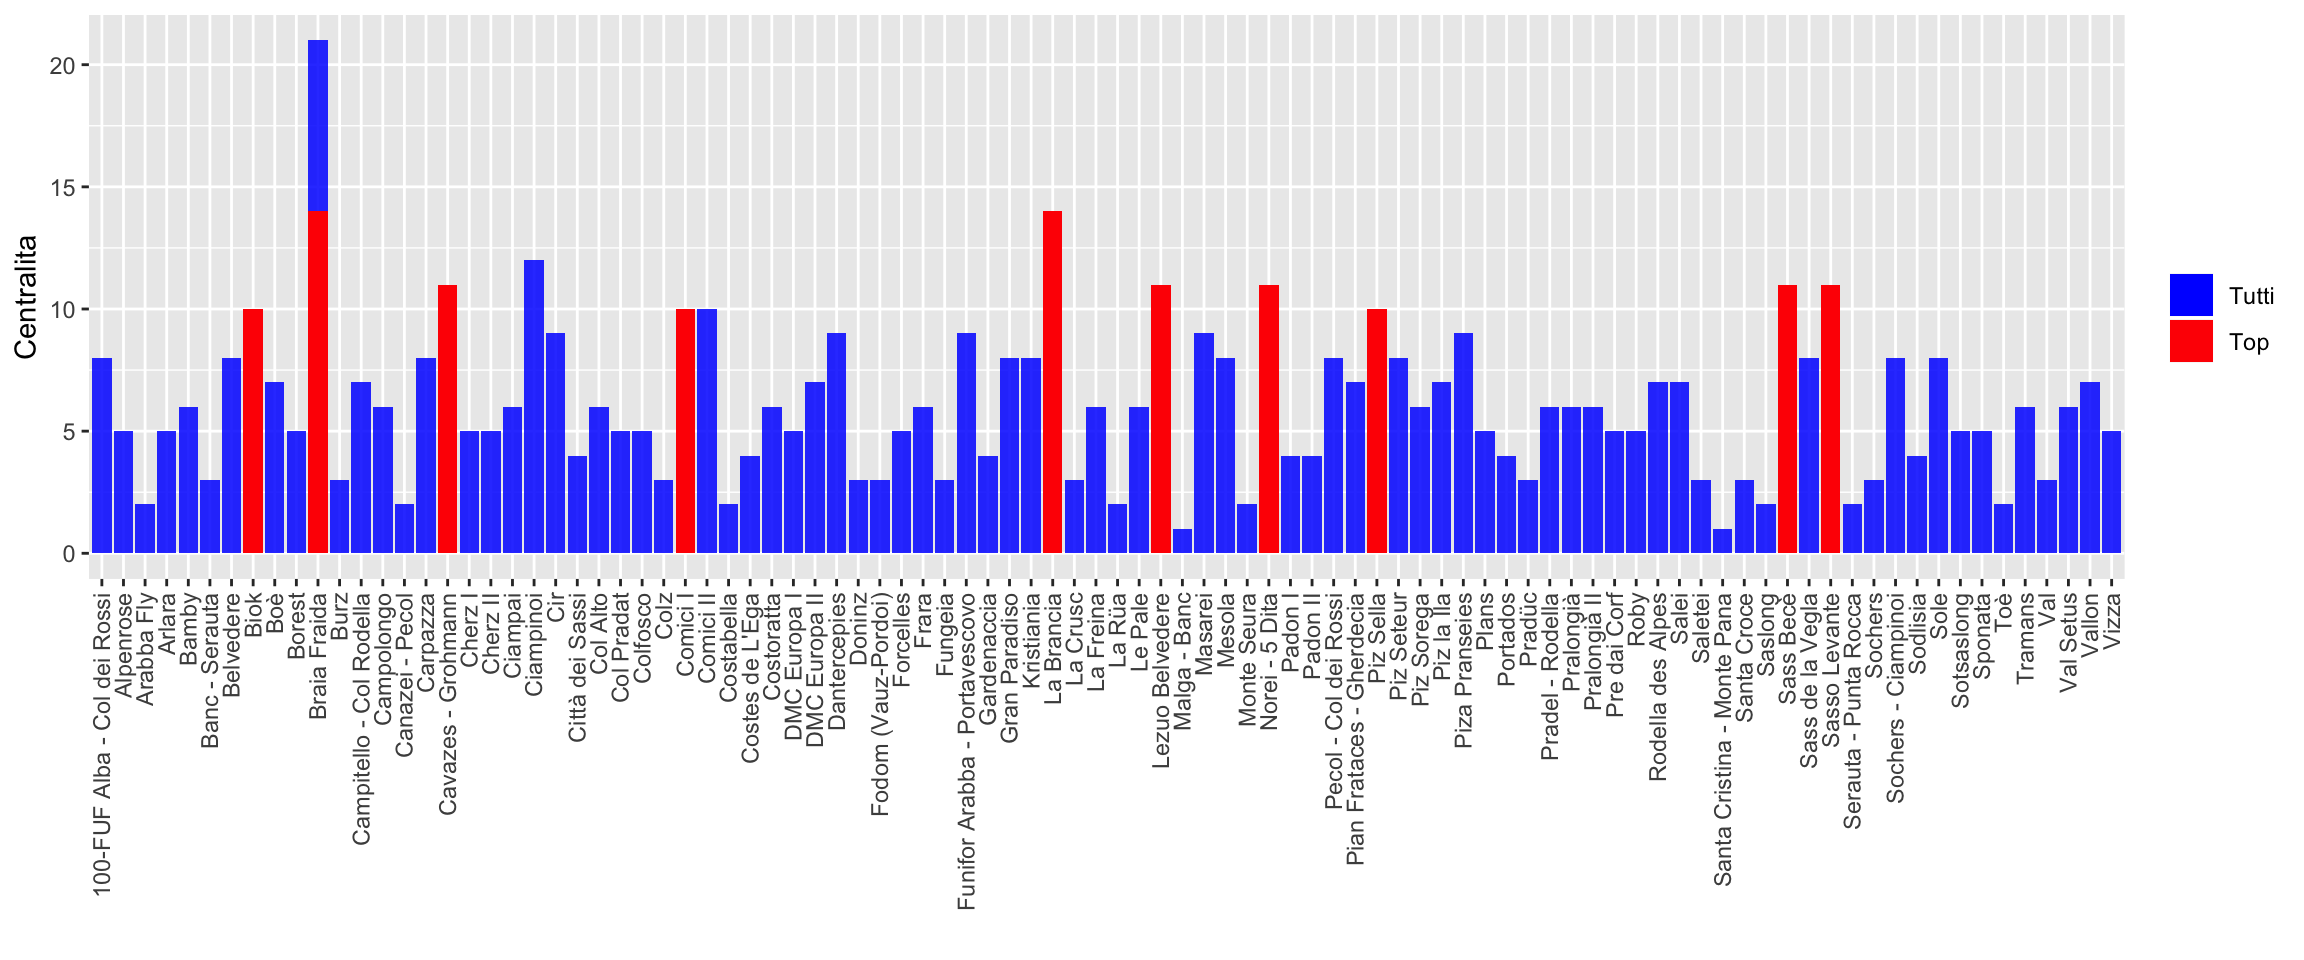 Centralita
20
15
10
5
0
100-FUF Alba - Col dei Rossi
Alpenrose
Arabba Fly
Arlara
Bamby
Banc - Serauta
Belvedere
Biok
Boè
Borest
Braia Fraida
Burz
Campitello - Col Rodella
Campolongo
Canazei - Pecol
Carpazza
Cavazes - Grohmann
Cherz I
Cherz II
Ciampai
Ciampinoi
Cir
Città dei Sassi
Col Alto
Col Pradat
Colfosco
Colz
Comici I
Comici II
Costabella
Costes de L'Ega
Costoratta
DMC Europa I
DMC Europa II
Dantercepies
Doninz
Fodom (Vauz-Pordoi)
Forcelles
Frara
Fungeia
Funifor Arabba - Portavescovo
Gardenaccia
Gran Paradiso
Kristiania
La Brancia
La Crusc
La Freina
La Rüa
Le Pale
Lezuo Belvedere
Malga - Banc
Masarei
Mesola
Monte Seura
Norei - 5 Dita
Padon I
Padon II
Pecol - Col dei Rossi
Pian Frataces - Gherdecia
Piz Sella
Piz Seteur
Piz Sorega
Piz la Ila
Piza Pranseies
Plans
Portados
Pradüc
Pradel - Rodella
Pralongià
Pralongià II
Pre dai Corf
Roby
Rodella des Alpes
Salei
Saletei
Santa Cristina - Monte Pana
Santa Croce
Saslong
Sass Becè
Sass de la Vegla
Sasso Levante
Serauta - Punta Rocca
Sochers
Sochers - Ciampinoi
Sodlisia
Sole
Sotsaslong
Sponata
Toè
Tramans
Val
Val Setus
Vallon
Vizza
Tutti
Top